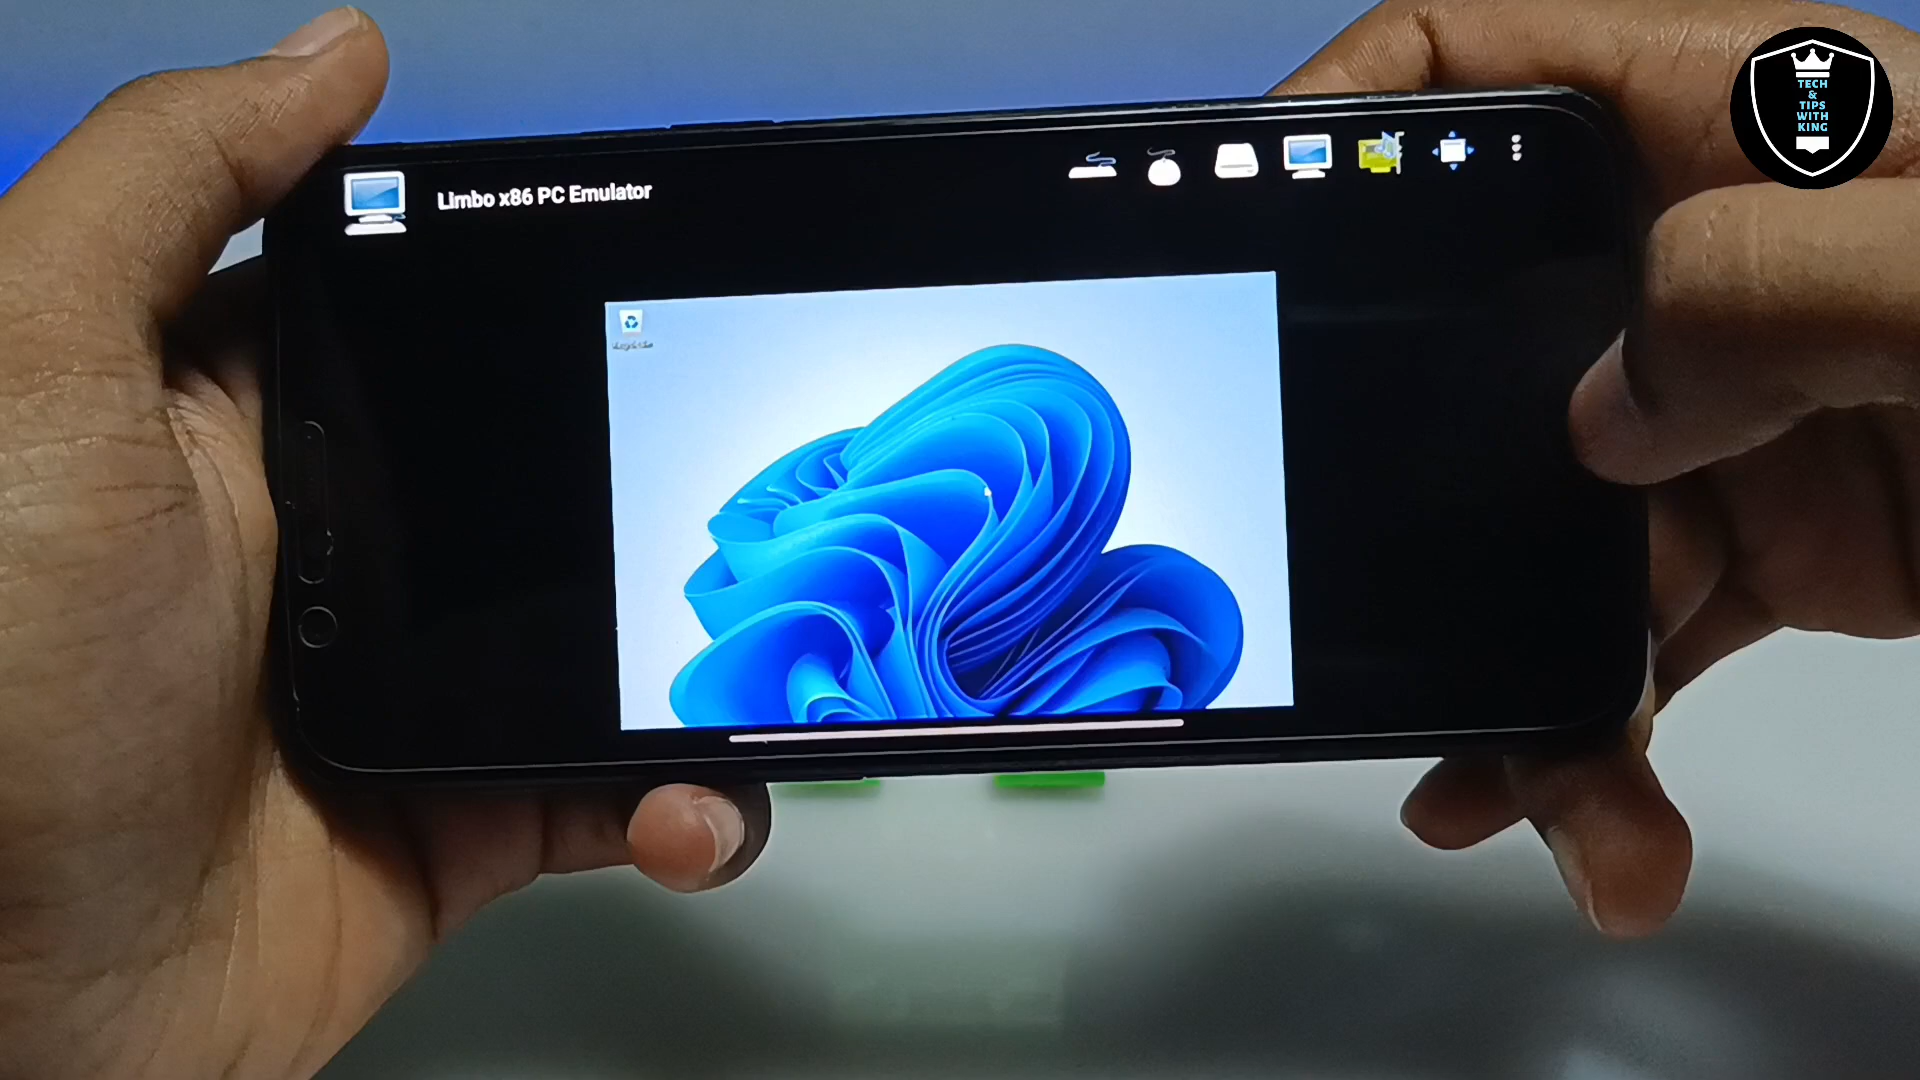 Limbo x86 PC Emulator
TECH
&
TIPS
WITH
KING